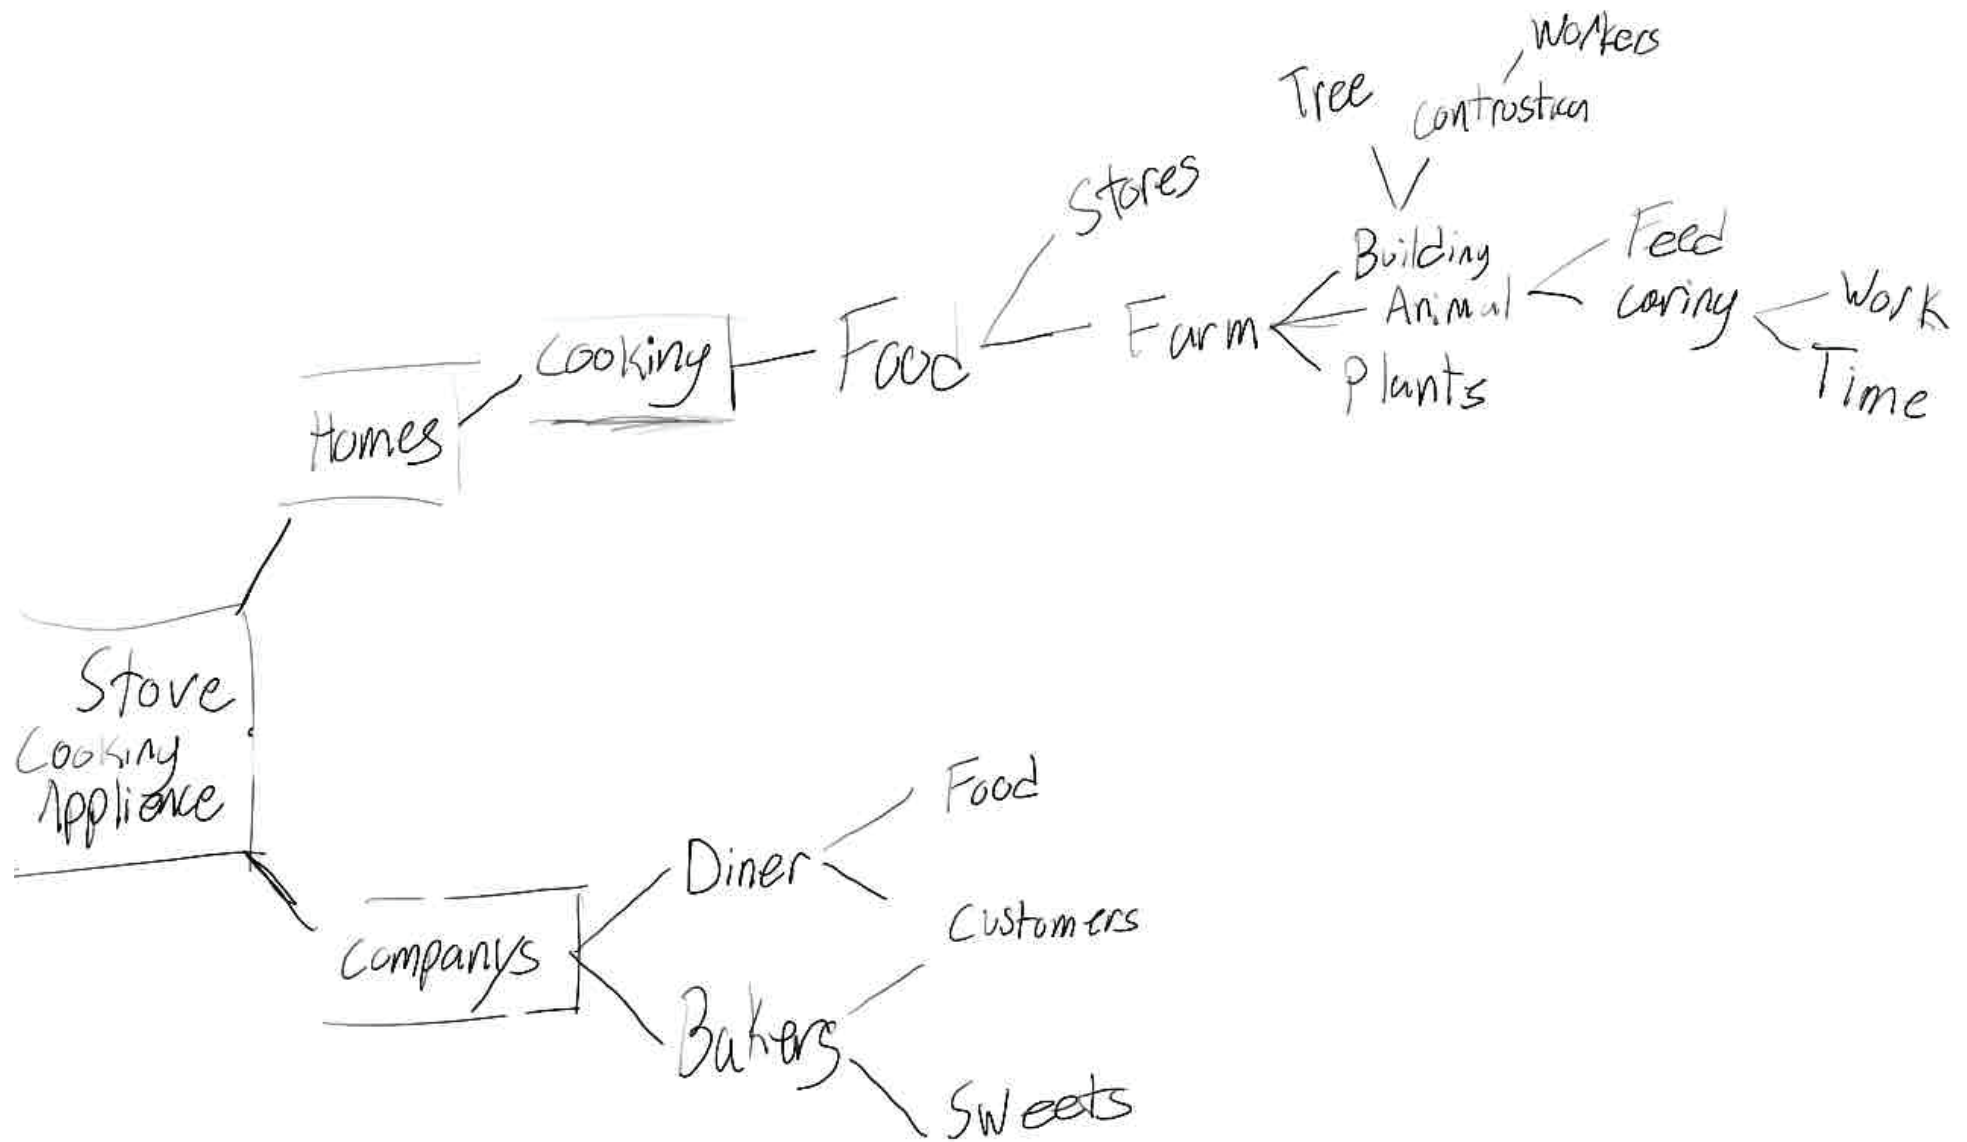 Workers
Tree
Contrustion
Stores
Building
Feed
Animal
Caring
Work
Farm
Plants
Time
Food
Cooking
Homes
Stove
Cooking
Applience
Food
Diner
Customers
Companys
Bakers
Sweets